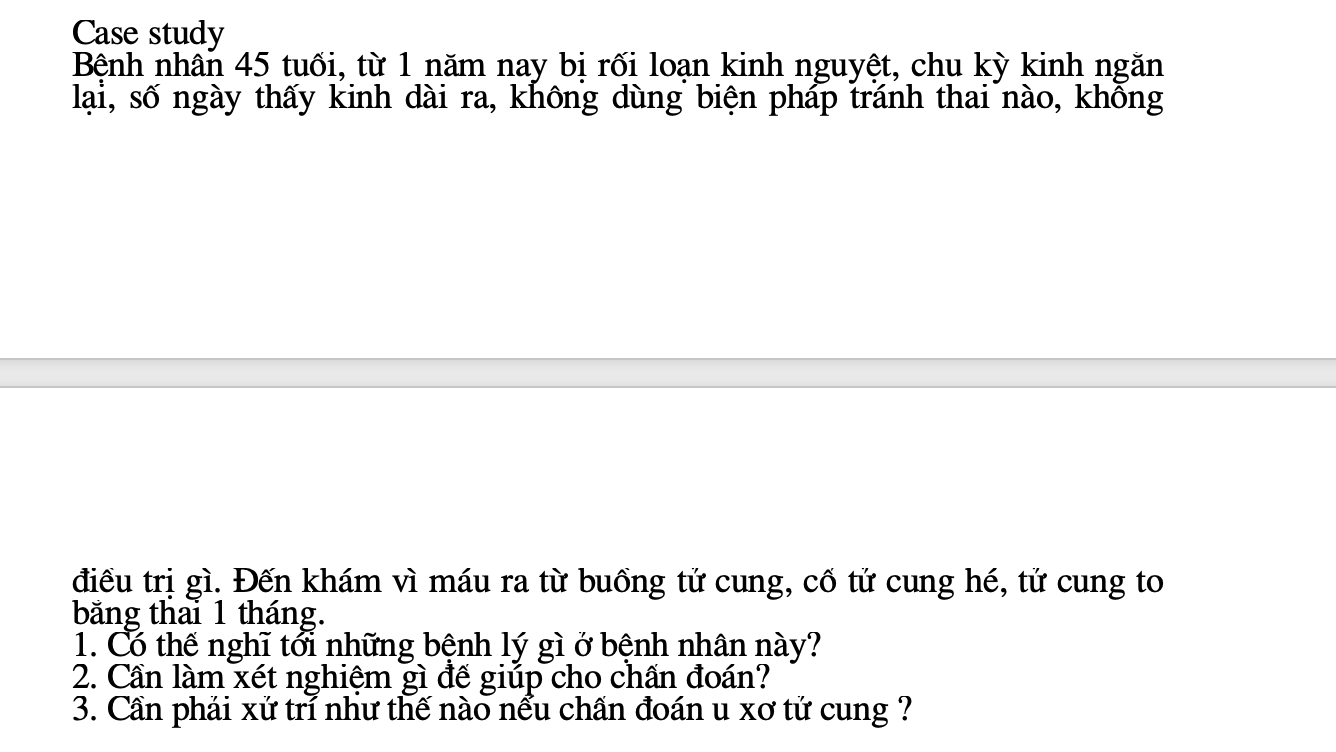 Case study
Bệnh nhân 45 tuổi, từ 1 năm nay bị rối loạn kinh nguyệt, chu kỳ kinh ngắn
lại, số ngày thấy kinh dài ra, không dùng biện pháp tránh thai nào, không
điều trị gì. Đến khám vì máu ra từ buồng tử cung, cổ tử cung hé, tử cung to
bằng thai 1 tháng.
1. Có thể nghĩ tới những bệnh lý gì ở bệnh nhân này?
2. Cần làm xét nghiệm gì để giúp cho chẩn đoán?
3. Cần phải xử trí như thế nào nếu chẩn đoán u xơ tử cung ?